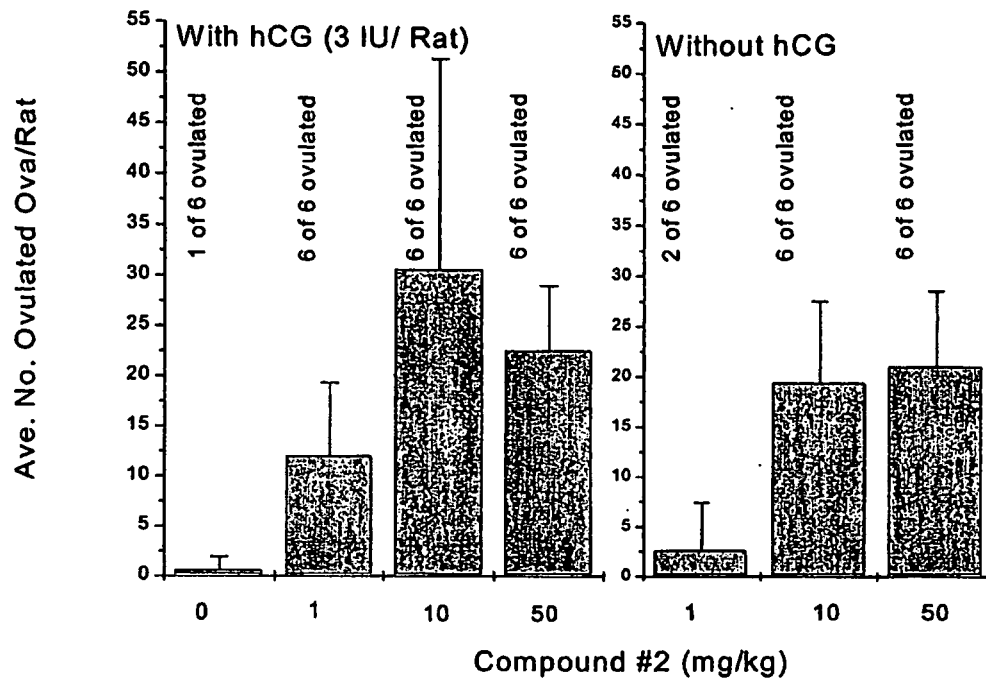 With hCG (3 IU/ Rat)
Without hCG
Ave. No. Ovulated Ova/Rat
55
50
45
40
35
30
25
20
15
10
5
0
1 of 6 ovulated
6 of 6 ovulated
6 of 6 ovulated
6 of 6 ovulated
0
1
10
50
55
50
45
40
35
30
25
20
15
10
5
0
2 of 6 ovulated
6 of 6 ovulated
6 of 6 ovulated
1
10
50
Compound #2 (mg/kg)